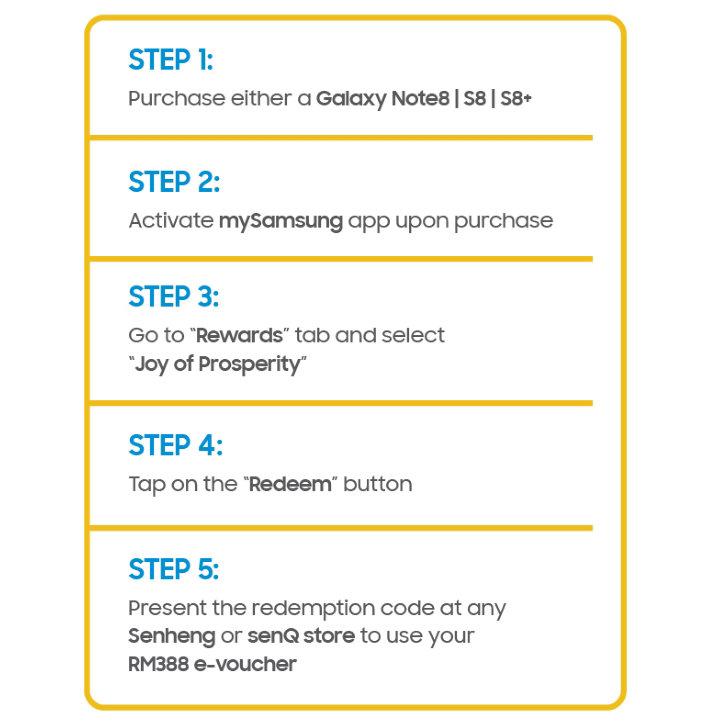 STEP 1:
Purchase either a Galaxy Note8 | S8 | S8+
STEP 2:
Activate mySamsung app upon purchase
STEP 3:
Go to “Rewards” tab and select
“Joy of Prosperity”
STEP 4:
Tap on the “Redeem” button
STEP 5:
Present the redemption code at any
Senheng or senQ store to use your
RM388 e-voucher